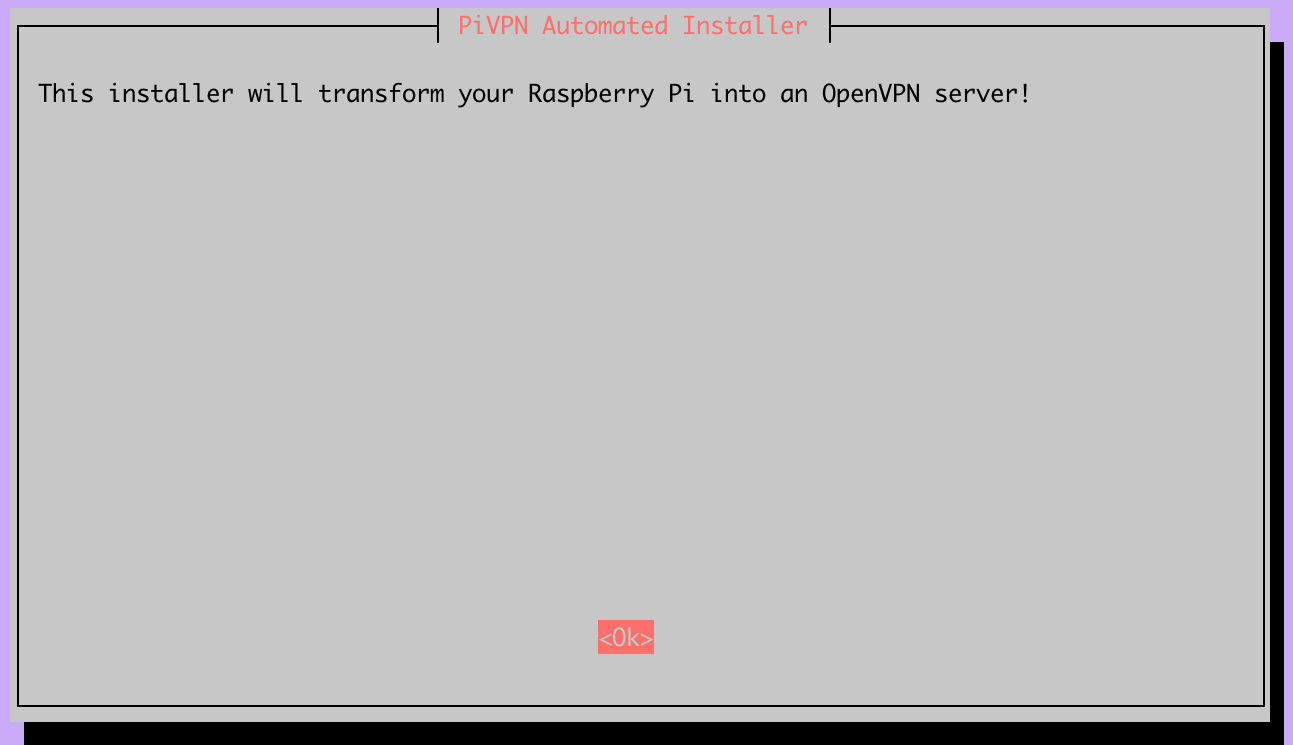 PiVPN Automated Installer
This installer will transform your Raspberry Pi into an OpenVPN server!
<Ok>